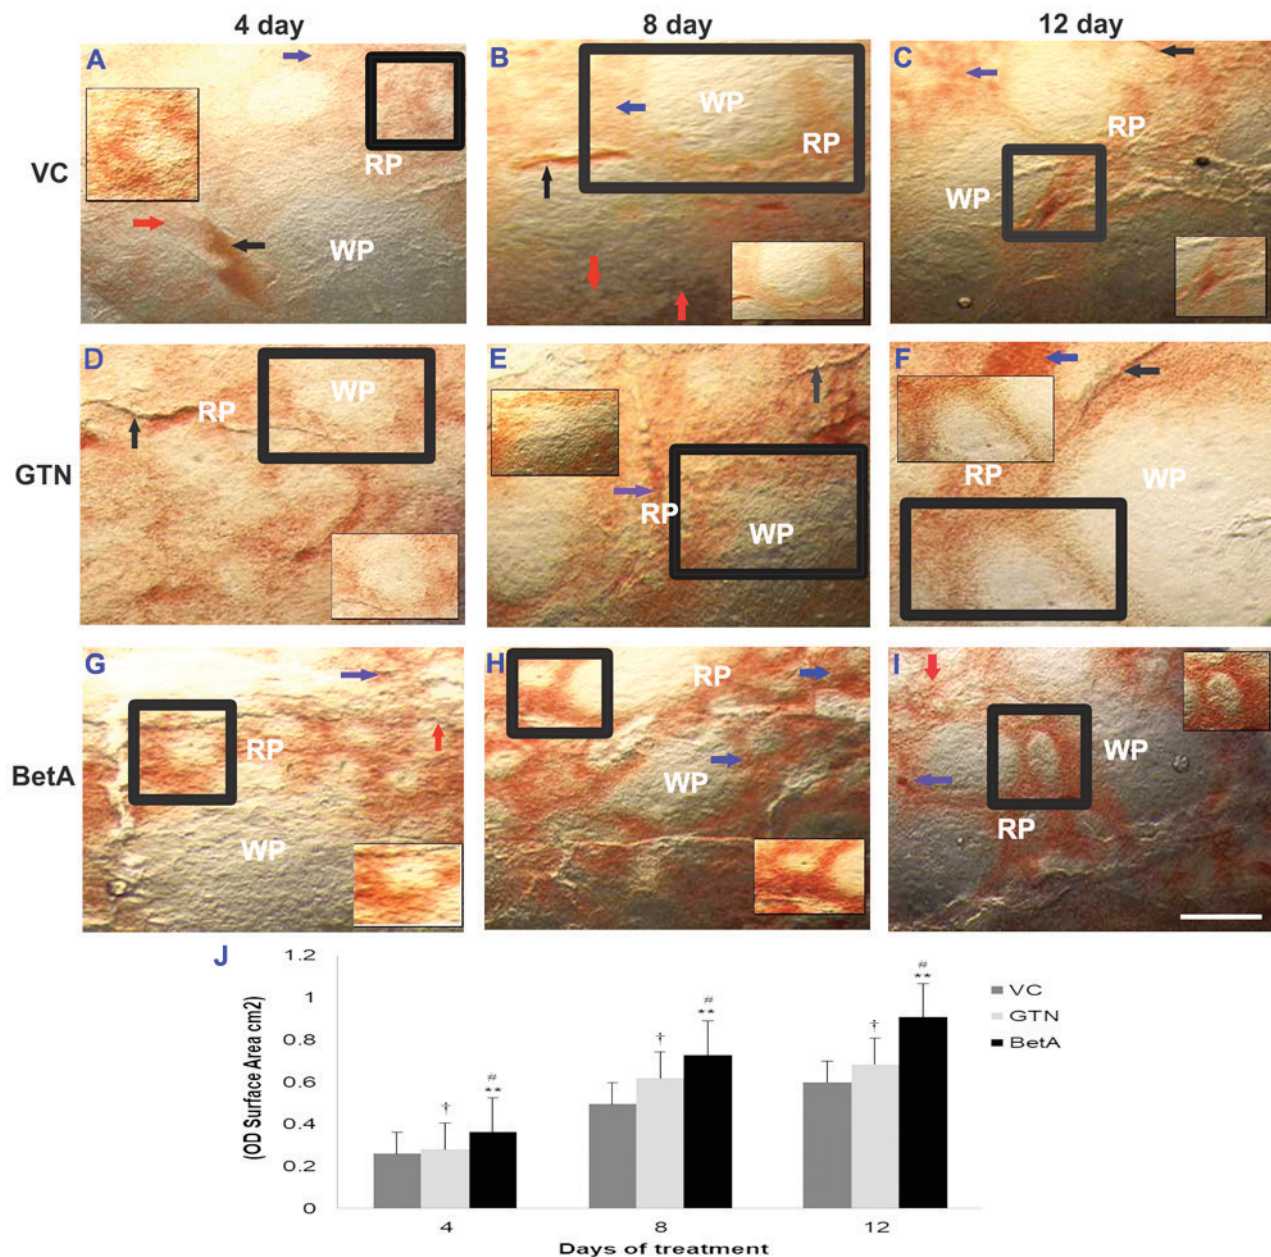 4 day 8 day 12 day
VC
A RP WP
B WP RP
C RP WP
GTN
D RP WP
E RP WP
F RP WP
BetA
G RP WP
H RP WP
I WP RP
J
(OD Surface Area cm2)
1.2
1
0.8
0.6
0.4
0.2
0
† # **
† # **
† # **
4 8 12
Days of treatment
VC
GTN
BetA